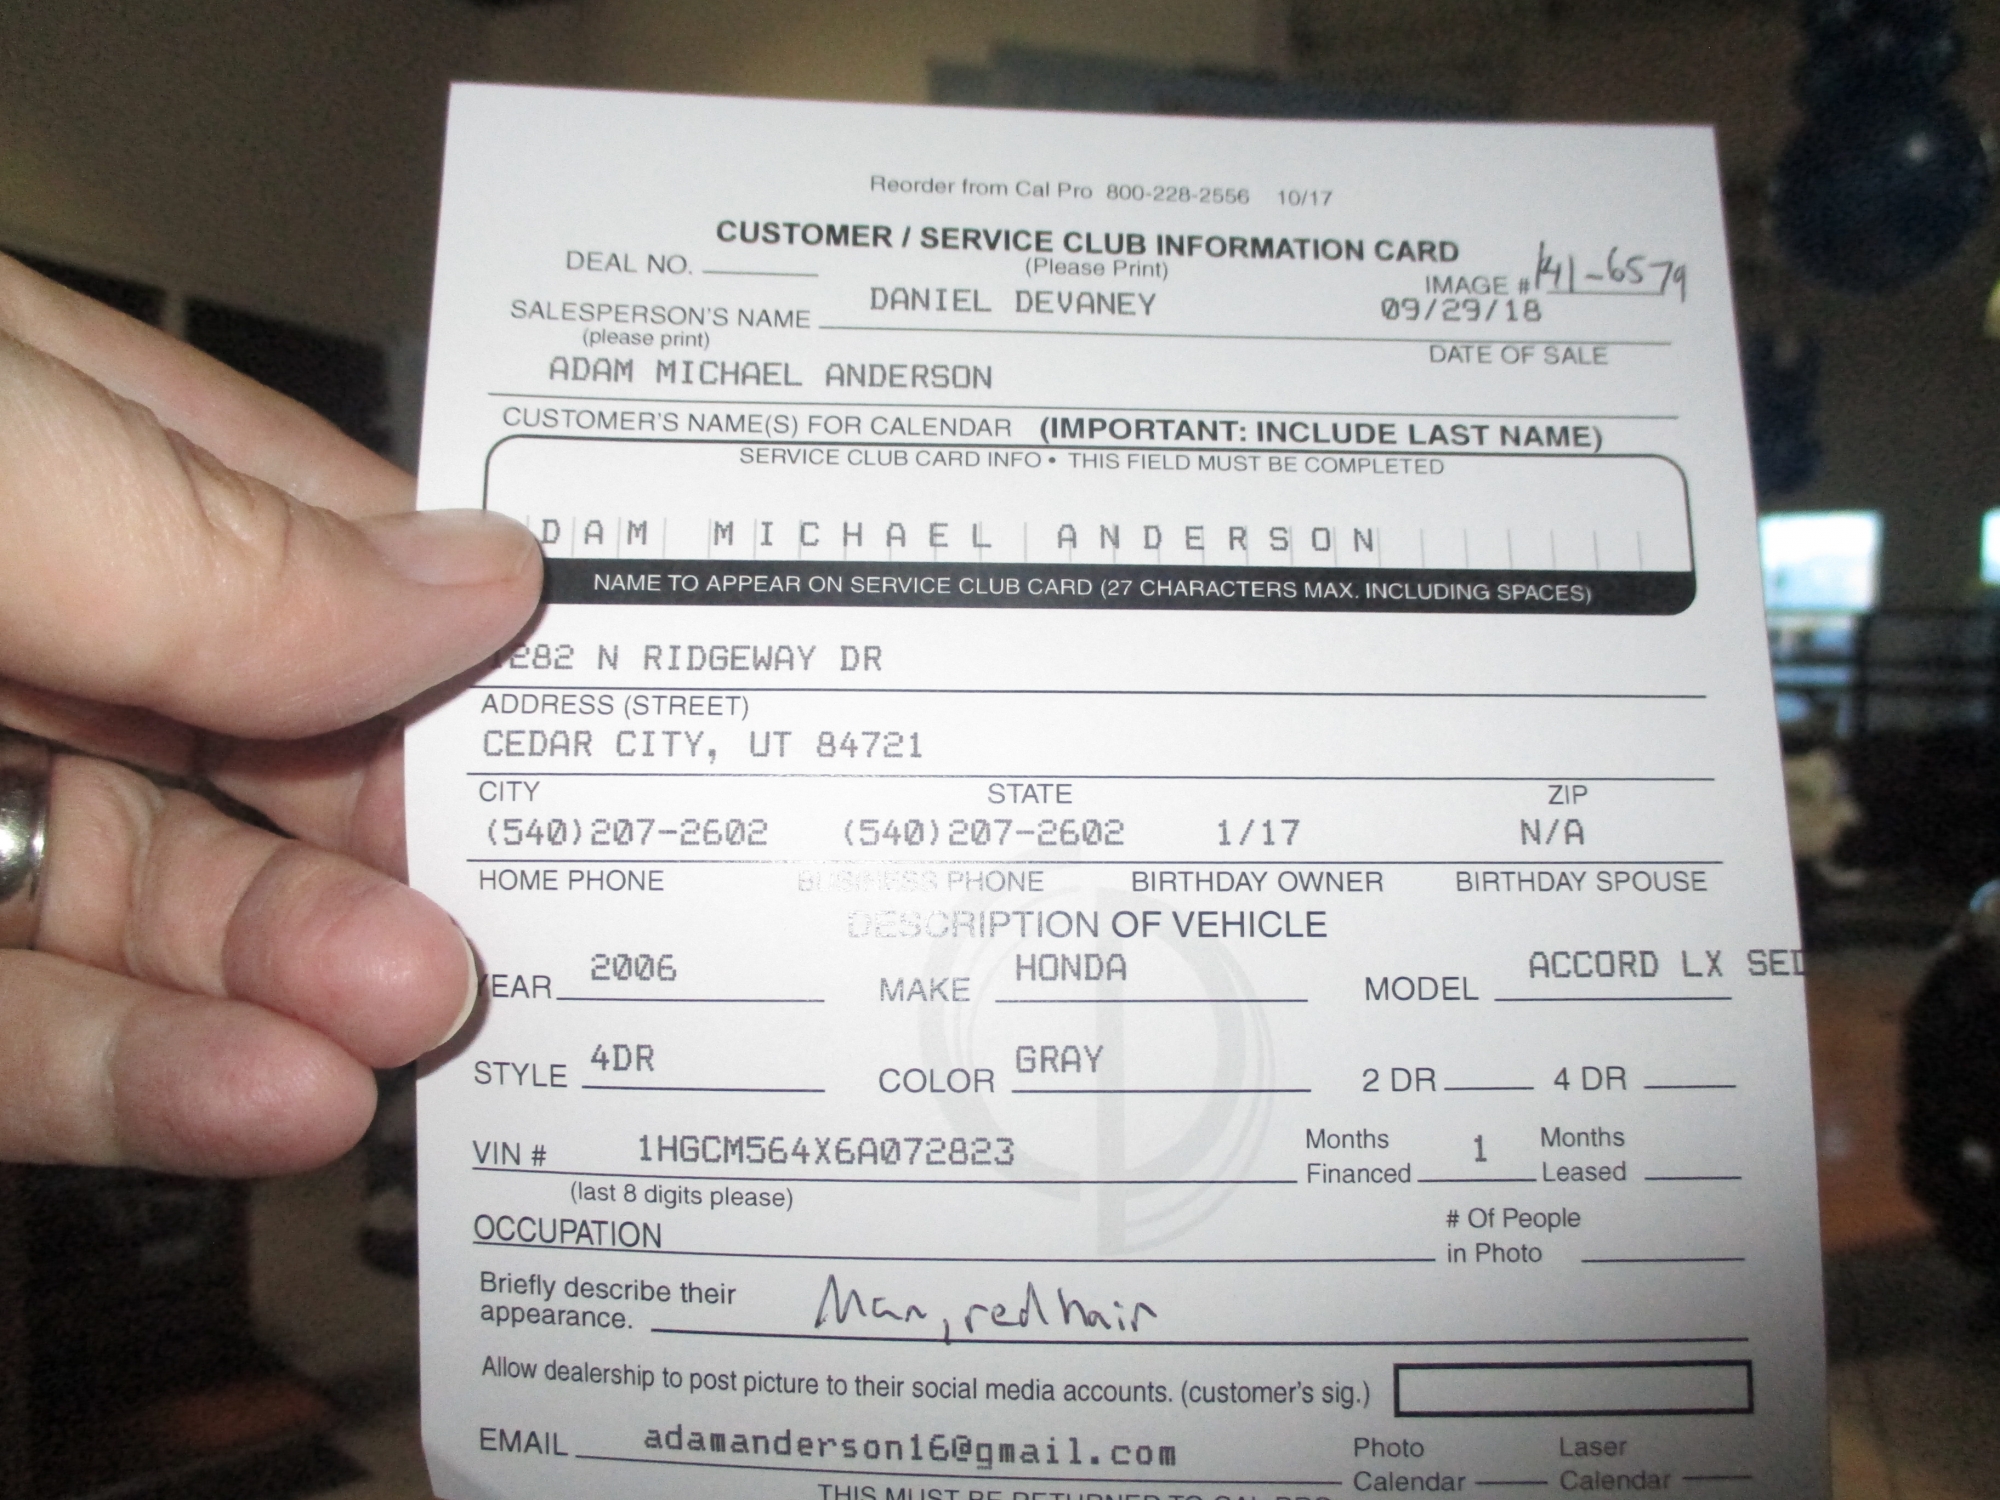 Reorder from Cal Pro 800-228-2556 10/17
CUSTOMER / SERVICE CLUB INFORMATION CARD
DEAL NO. (Please Print) IMAGE # 141-6579
SALESPERSON'S NAME DANIEL DEVANEY 09/29/18
(please print) DATE OF SALE
ADAM MICHAEL ANDERSON
CUSTOMER'S NAME(S) FOR CALENDAR (IMPORTANT: INCLUDE LAST NAME)
SERVICE CLUB CARD INFO • THIS FIELD MUST BE COMPLETED
DAM MICHAEL ANDERSON
NAME TO APPEAR ON SERVICE CLUB CARD (27 CHARACTERS MAX. INCLUDING SPACES)
282 N RIDGEWAY DR
ADDRESS (STREET)
CEDAR CITY, UT 84721
CITY STATE ZIP
(540)207-2602 (540)207-2602 1/17 N/A
HOME PHONE BUSINESS PHONE BIRTHDAY OWNER BIRTHDAY SPOUSE
DESCRIPTION OF VEHICLE
YEAR 2006 MAKE HONDA MODEL ACCORD LX SED
STYLE 4DR COLOR GRAY 2 DR 4 DR
VIN # 1HGCM564X6A072823 Months Financed 1 Months Leased
(last 8 digits please)
OCCUPATION # Of People in Photo
Briefly describe their
appearance. Man, red hair
Allow dealership to post picture to their social media accounts. (customer's sig.)
EMAIL adamanderson16@gmail.com Photo Calendar Laser Calendar
THIS MUST BE RETURNED TO CAL PRO